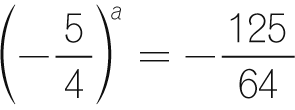 (-5/4)^a = -125/64